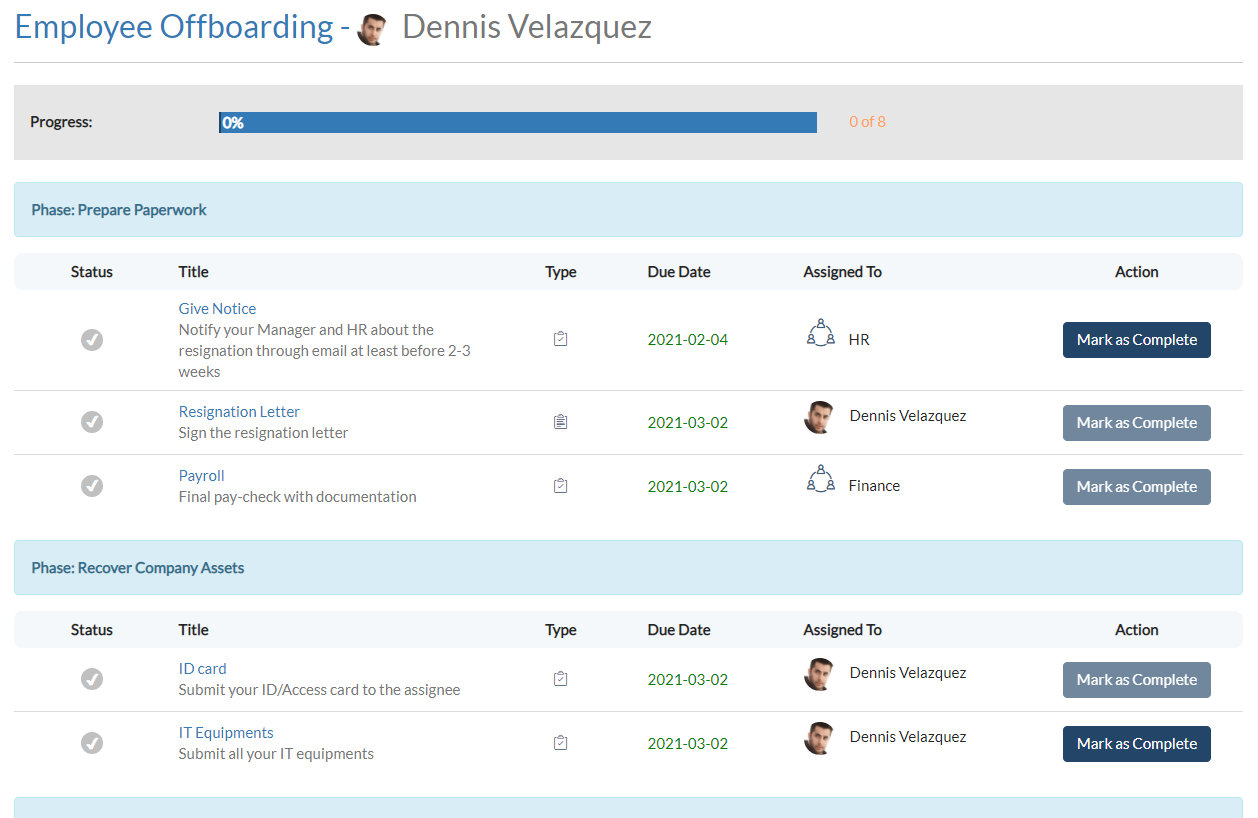 Employee Offboarding - Dennis Velazquez
Progress: 0% 0 of 8
Phase: Prepare Paperwork
Status Title Type Due Date Assigned To Action
Give Notice
Notify your Manager and HR about the
resignation through email at least before 2-3
weeks
2021-02-04 HR Mark as Complete
Resignation Letter
Sign the resignation letter
2021-03-02 Dennis Velazquez Mark as Complete
Payroll
Final pay-check with documentation
2021-03-02 Finance Mark as Complete
Phase: Recover Company Assets
Status Title Type Due Date Assigned To Action
ID card
Submit your ID/Access card to the assignee
2021-03-02 Dennis Velazquez Mark as Complete
IT Equipments
Submit all your IT equipments
2021-03-02 Dennis Velazquez Mark as Complete